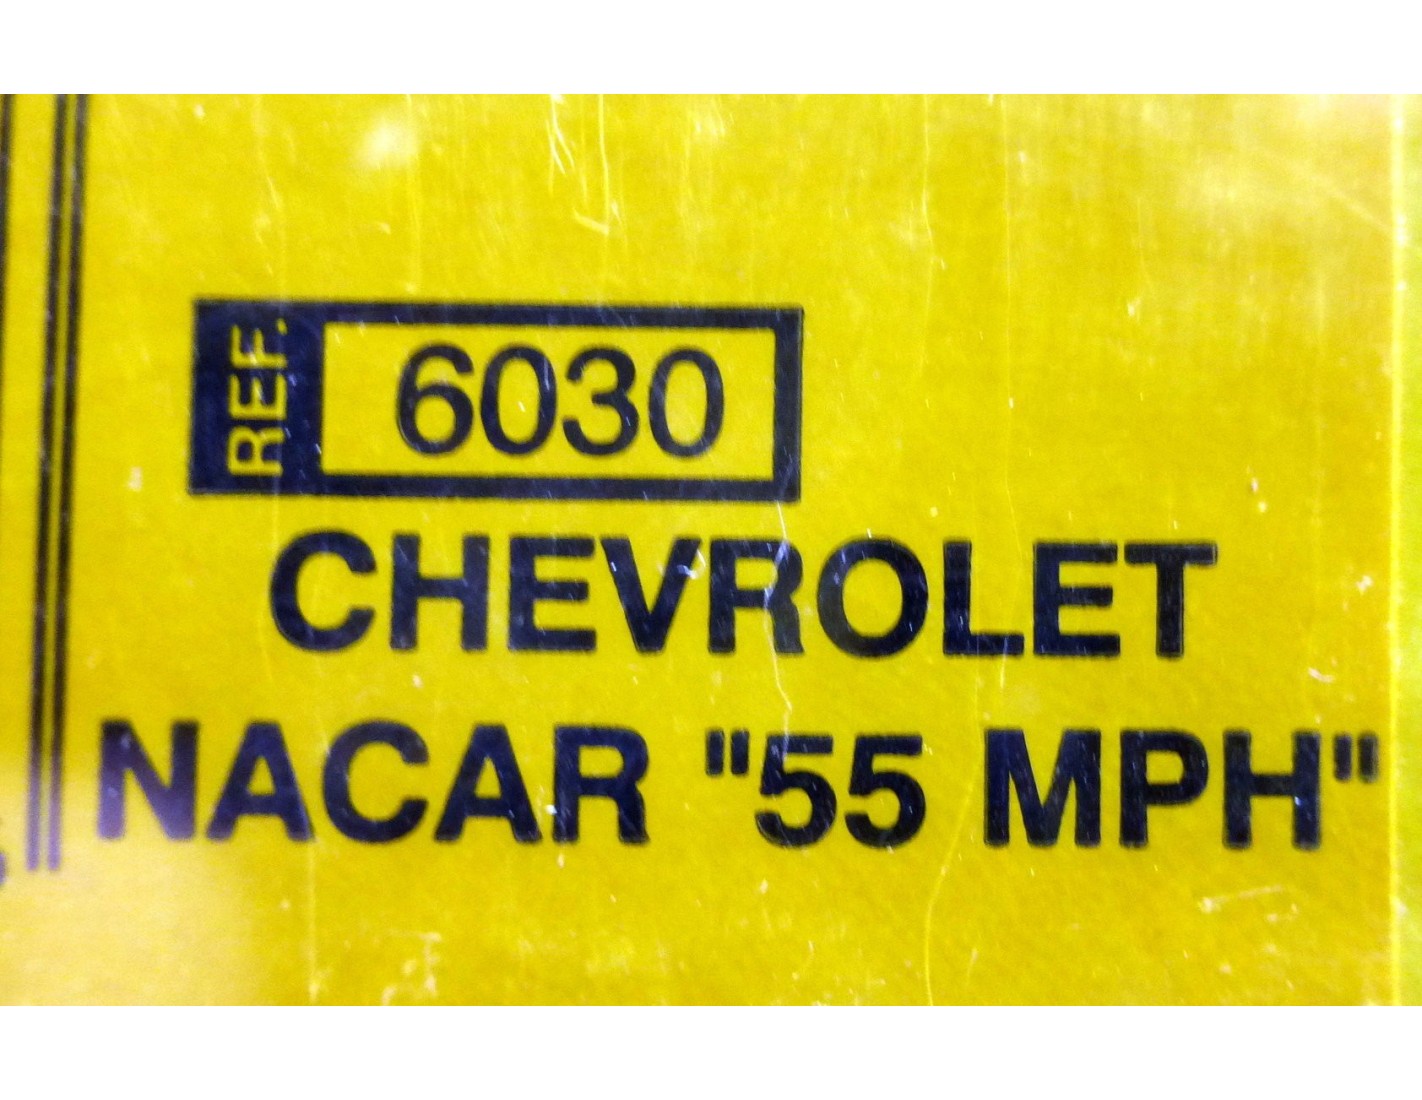 REF. 6030
CHEVROLET
NACAR "55 MPH"